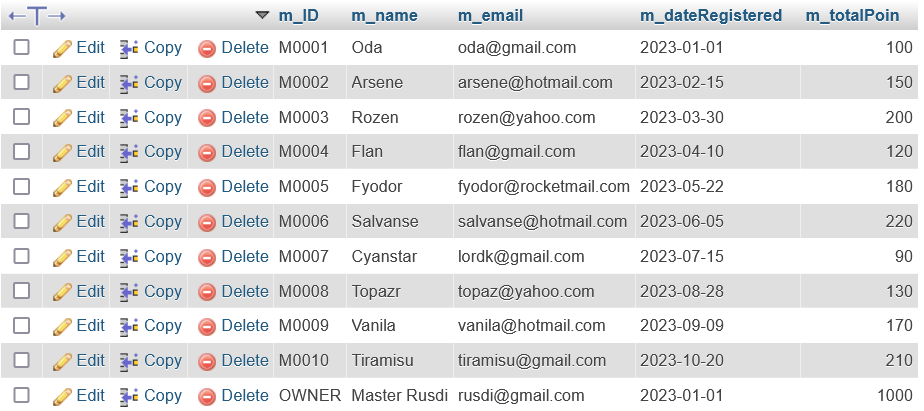 m_ID m_name m_email m_dateRegistered m_totalPoin
Edit Copy Delete M0001 Oda oda@gmail.com 2023-01-01 100
Edit Copy Delete M0002 Arsene arsene@hotmail.com 2023-02-15 150
Edit Copy Delete M0003 Rozen rozen@yahoo.com 2023-03-30 200
Edit Copy Delete M0004 Flan flan@gmail.com 2023-04-10 120
Edit Copy Delete M0005 Fyodor fyodor@rocketmail.com 2023-05-22 180
Edit Copy Delete M0006 Salvanse salvanse@hotmail.com 2023-06-05 220
Edit Copy Delete M0007 Cyanstar lordk@gmail.com 2023-07-15 90
Edit Copy Delete M0008 Topazr topaz@yahoo.com 2023-08-28 130
Edit Copy Delete M0009 Vanila vanila@hotmail.com 2023-09-09 170
Edit Copy Delete M0010 Tiramisu tiramisu@gmail.com 2023-10-20 210
Edit Copy Delete OWNER Master Rusdi rusdi@gmail.com 2023-01-01 1000